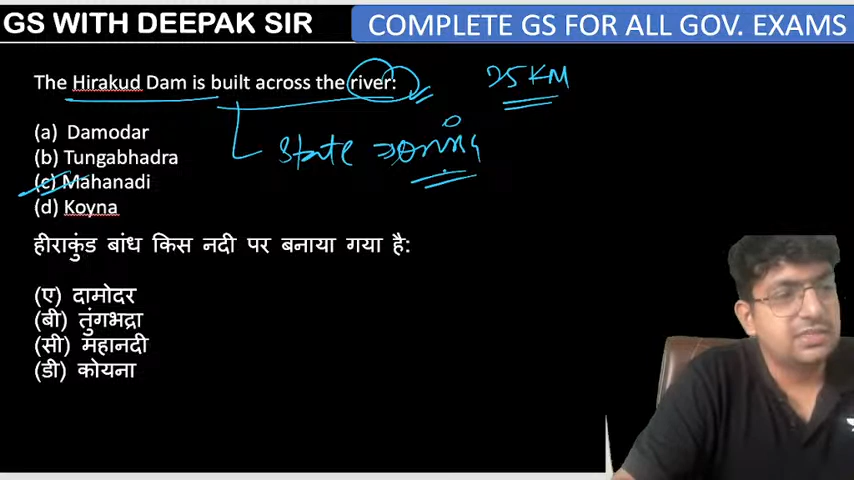 GS WITH DEEPAK SIR
COMPLETE GS FOR ALL GOV. EXAMS
The Hirakud Dam is built across the river:
25 KM
State ⇒
(a) Damodar
(b) Tungabhadra
(c) Mahanadi
(d) Koyna
हीराकुंड बांध किस नदी पर बनाया गया है:
(ए) दामोदर
(बी) तुंगभद्रा
(सी) महानदी
(डी) कोयना